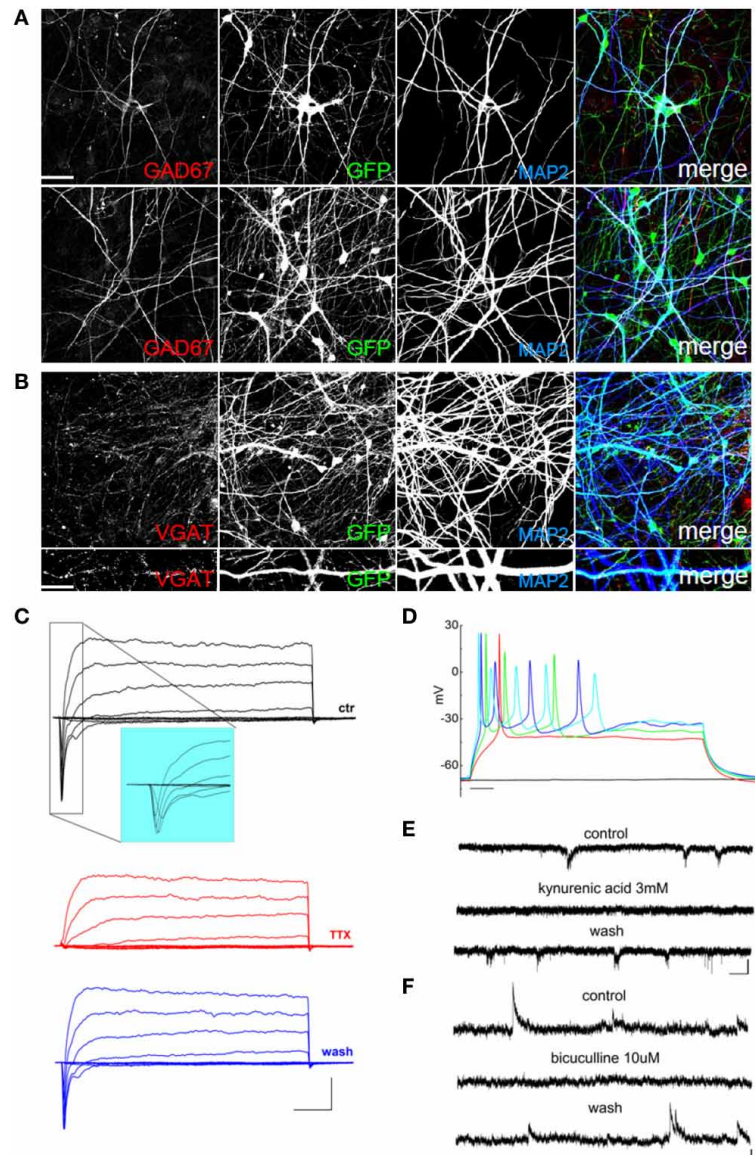 A
GAD67 GFP MAP2 merge
GAD67 GFP MAP2 merge
B
VGAT GFP MAP2 merge
VGAT GFP MAP2 merge
C
ctr
TTX
wash
D
30
0
-30
-60
mV
E
control
kynurenic acid 3mM
wash
F
control
bicuculline 10uM
wash